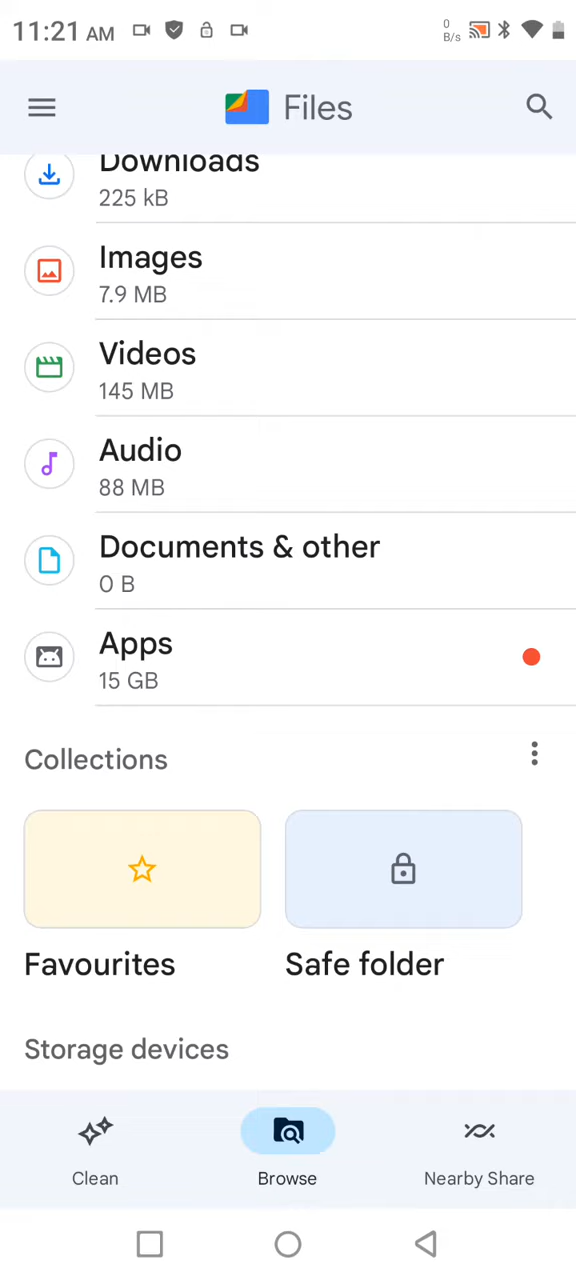 11:21 AM
0
B/s
Files
Downloads
225 kB
Images
7.9 MB
Videos
145 MB
Audio
88 MB
Documents & other
0 B
Apps
15 GB
Collections
Favourites
Safe folder
Storage devices
Clean
Browse
Nearby Share